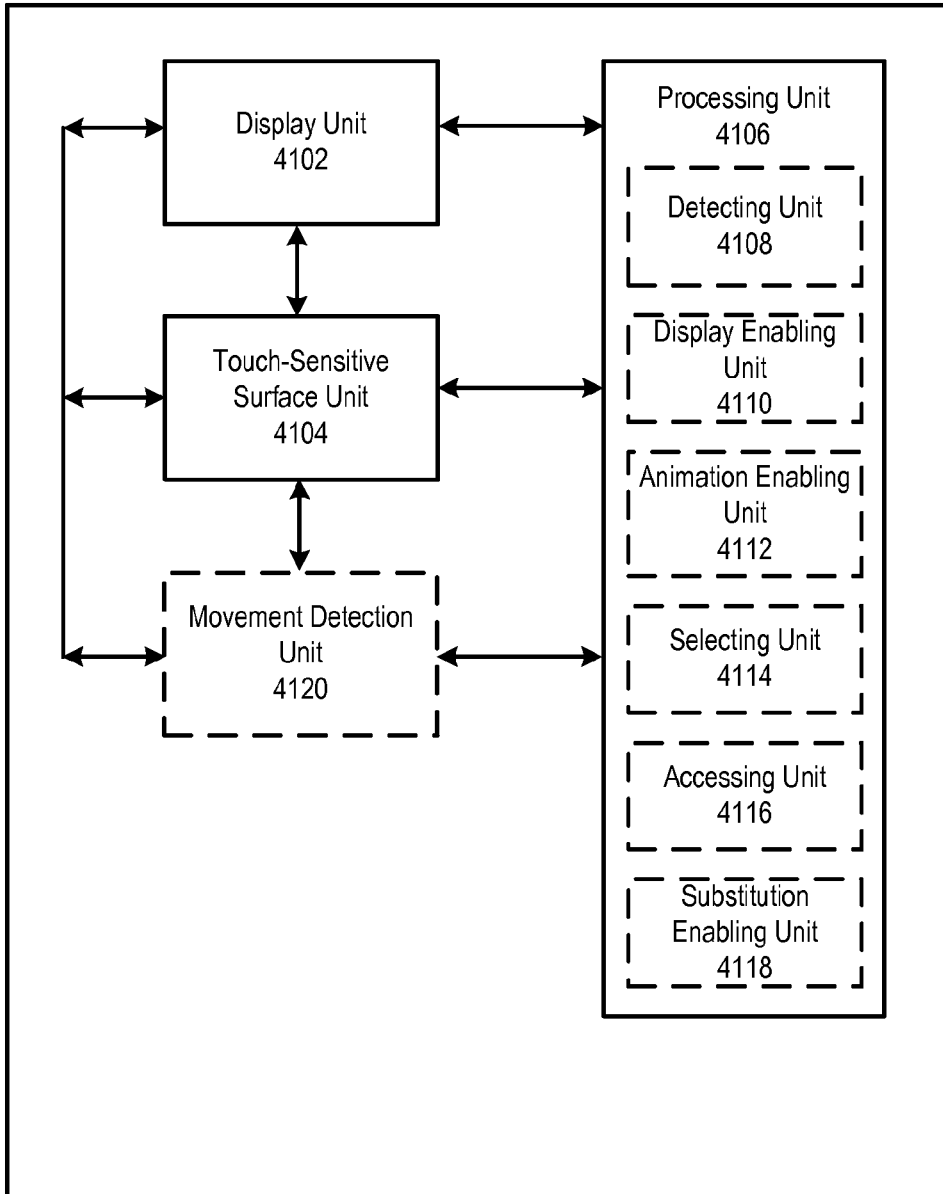 Display Unit
4102
Touch-Sensitive
Surface Unit
4104
Movement Detection
Unit
4120
Processing Unit
4106
Detecting Unit
4108
Display Enabling
Unit
4110
Animation Enabling
Unit
4112
Selecting Unit
4114
Accessing Unit
4116
Substitution
Enabling Unit
4118